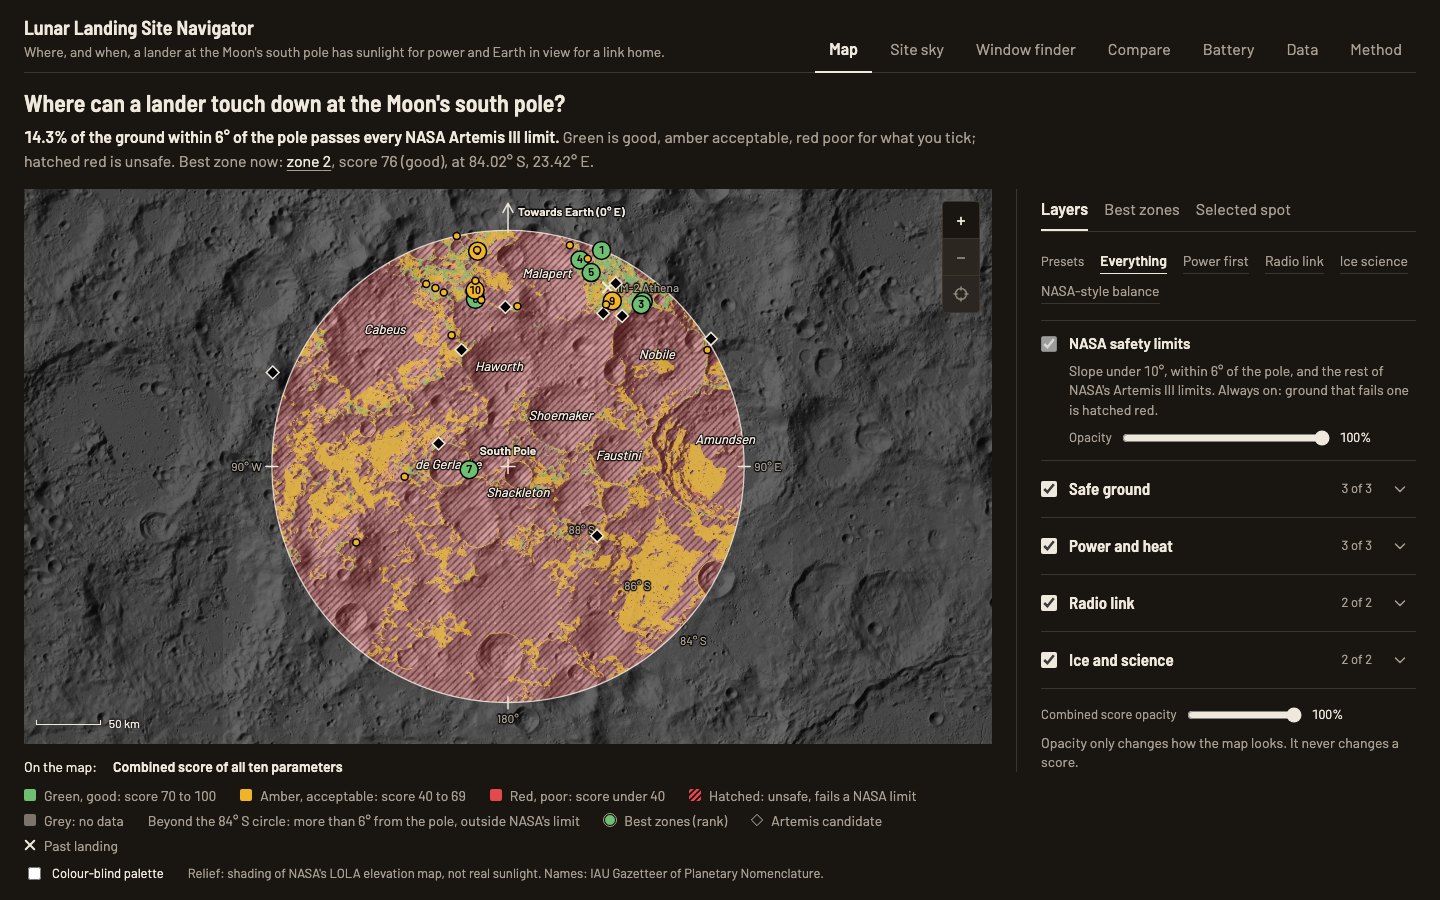 Lunar Landing Site Navigator
Where, and when, a lander at the Moon's south pole has sunlight for power and Earth in view for a link home.
Map Site sky Window finder Compare Battery Data Method
Where can a lander touch down at the Moon's south pole?
14.3% of the ground within 6° of the pole passes every NASA Artemis III limit. Green is good, amber acceptable, red poor for what you tick;
hatched red is unsafe. Best zone now: zone 2, score 76 (good), at 84.02° S, 23.42° E.
Towards Earth (0° E)
+
−
1
4
5
Malapert
IM-2 Athena
10
9
3
Cabeus
Haworth
Nobile
Shoemaker
Amundsen
South Pole
90° W
7
Faustini
90° E
Shackleton
88° S
86° S
84° S
180°
50 km
Layers Best zones Selected spot
Presets Everything Power first Radio link Ice science
NASA-style balance
NASA safety limits
Slope under 10°, within 6° of the pole, and the rest of
NASA's Artemis III limits. Always on: ground that fails one
is hatched red.
Opacity 100%
Safe ground 3 of 3
Power and heat 3 of 3
Radio link 2 of 2
Ice and science 2 of 2
Combined score opacity 100%
Opacity only changes how the map looks. It never changes a
score.
On the map: Combined score of all ten parameters
Green, good: score 70 to 100 Amber, acceptable: score 40 to 69 Red, poor: score under 40 Hatched: unsafe, fails a NASA limit
Grey: no data Beyond the 84° S circle: more than 6° from the pole, outside NASA's limit Best zones (rank) Artemis candidate
Past landing
Colour-blind palette Relief: shading of NASA's LOLA elevation map, not real sunlight. Names: IAU Gazetteer of Planetary Nomenclature.